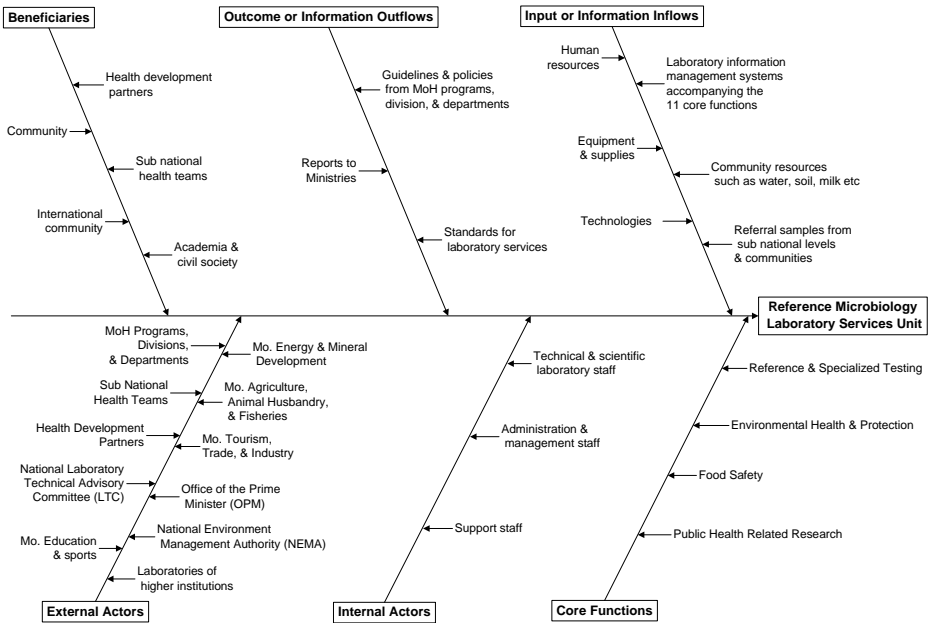 Beneficiaries
Outcome or Information Outflows
Input or Information Inflows
Health development
partners
Community
Sub national
health teams
International
community
Academia &
civil society
Guidelines & policies
from MoH programs,
division, & departments
Reports to
Ministries
Standards for
laboratory services
Human
resources
Laboratory information
management systems
accompanying the
11 core functions
Equipment
& supplies
Community resources
such as water, soil, milk etc
Technologies
Referral samples from
sub national levels
& communities
Reference Microbiology
Laboratory Services Unit
MoH Programs,
Divisions,
& Departments
Mo. Energy & Mineral
Development
Sub National
Health Teams
Mo. Agriculture,
Animal Husbandry,
& Fisheries
Health Development
Partners
Mo. Tourism,
Trade, & Industry
National Laboratory
Technical Advisory
Committee (LTC)
Office of the Prime
Minister (OPM)
Mo. Education
& sports
National Environment
Management Authority (NEMA)
Laboratories of
higher institutions
Technical & scientific
laboratory staff
Administration &
management staff
Support staff
Reference & Specialized Testing
Environmental Health & Protection
Food Safety
Public Health Related Research
External Actors
Internal Actors
Core Functions